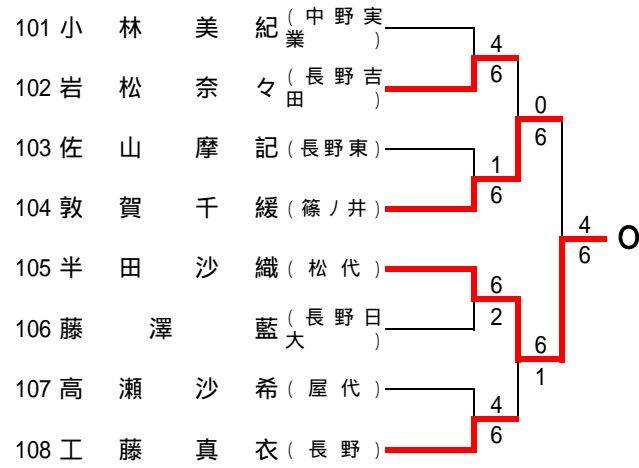 101 小林美紀 (中野実業)
4
6
102 岩松奈々 (長野吉田)
0
6
103 佐山摩記 (長野東)
1
6
104 敦賀千緩 (篠ノ井)
4
6
O
105 半田沙織 (松代)
6
2
106 藤澤藍 (長野日大)
6
1
107 高瀬沙希 (屋代)
4
6
108 工藤真衣 (長野)